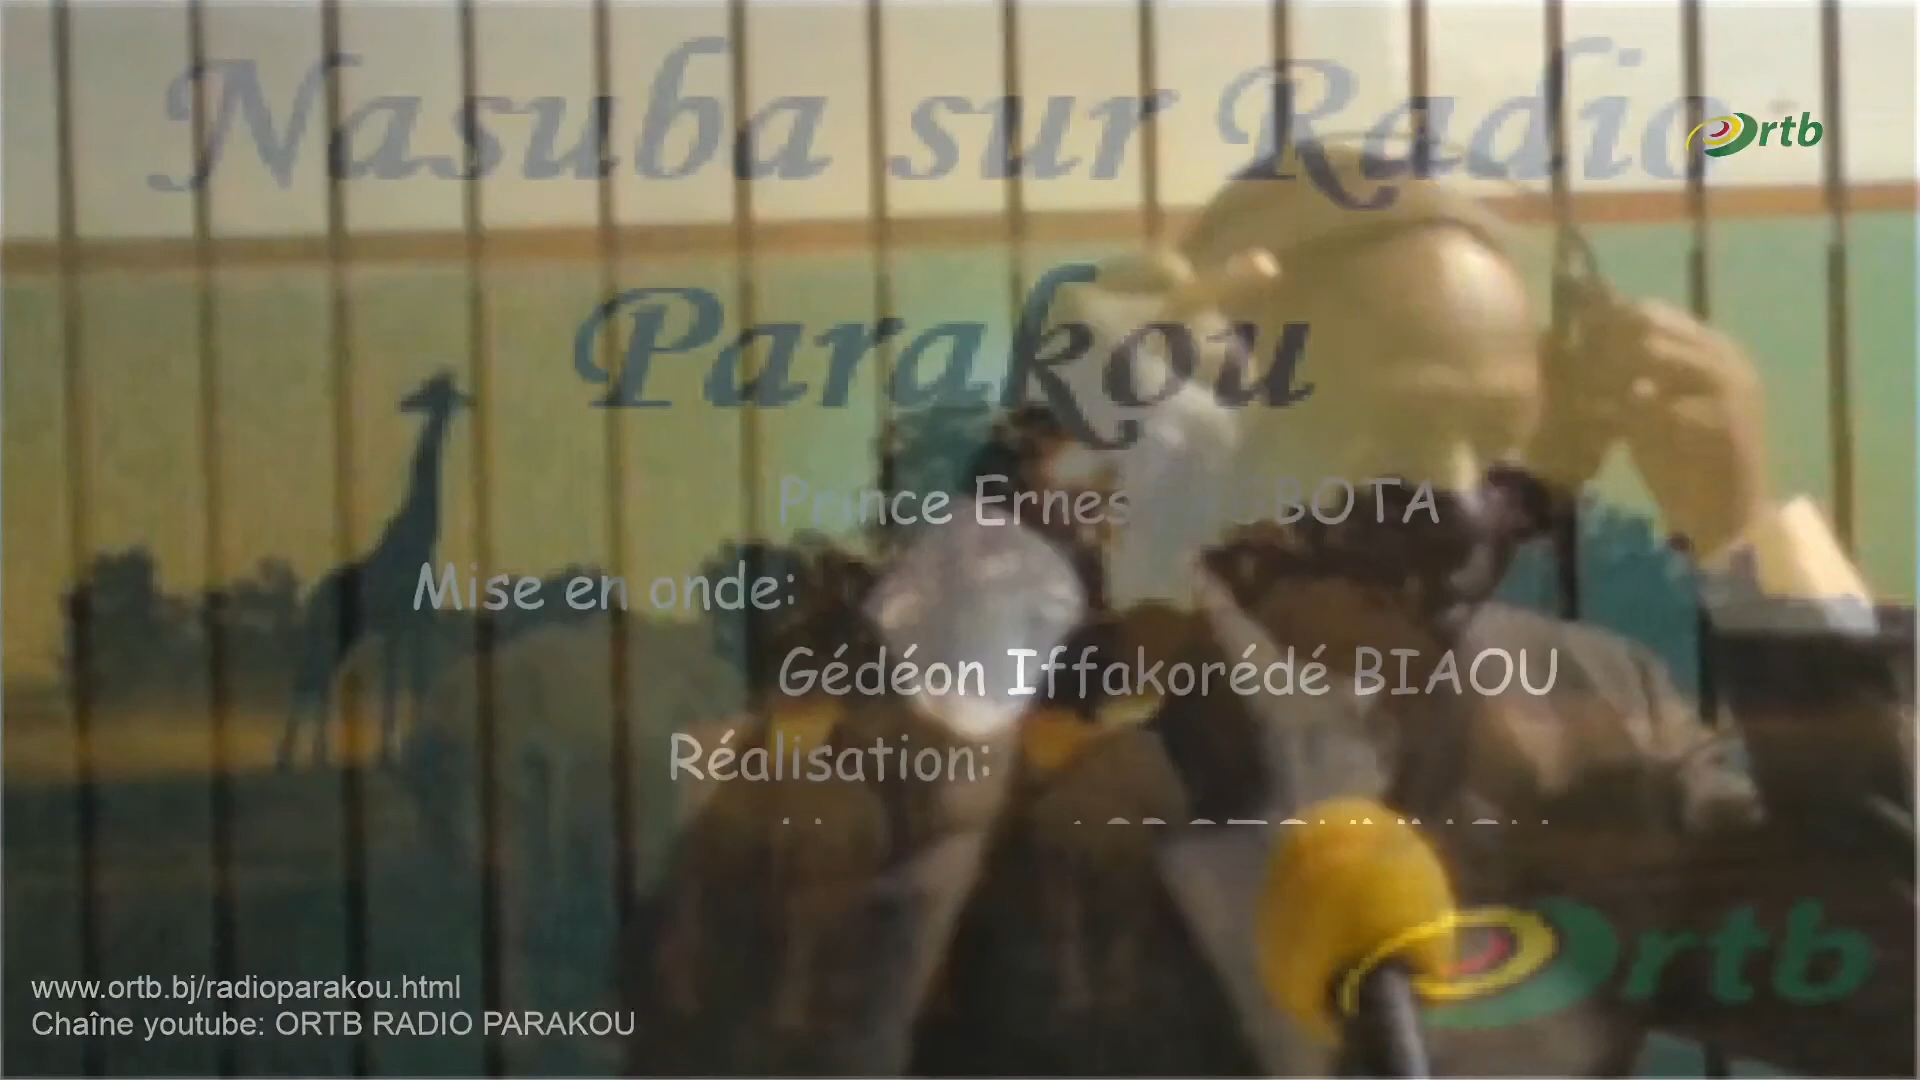 Nasuba sur Radio
Parakou
ortb
Prince
Mise en onde:
Gédéon Iffakorédé BIAOU
Réalisation:
ortb
www.ortb.bj/radioparakou.html
Chaîne youtube: ORTB RADIO PARAKOU